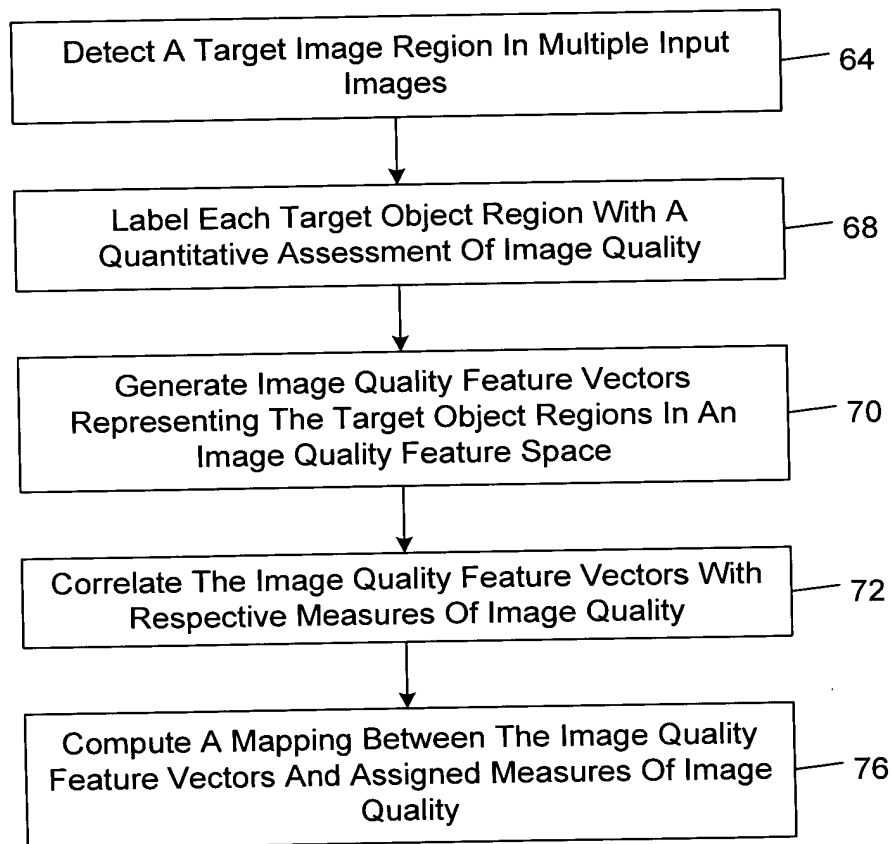 Detect A Target Image Region In Multiple Input
Images
64
Label Each Target Object Region With A
Quantitative Assessment Of Image Quality
68
Generate Image Quality Feature Vectors
Representing The Target Object Regions In An
Image Quality Feature Space
70
Correlate The Image Quality Feature Vectors With
Respective Measures Of Image Quality
72
Compute A Mapping Between The Image Quality
Feature Vectors And Assigned Measures Of Image
Quality
76